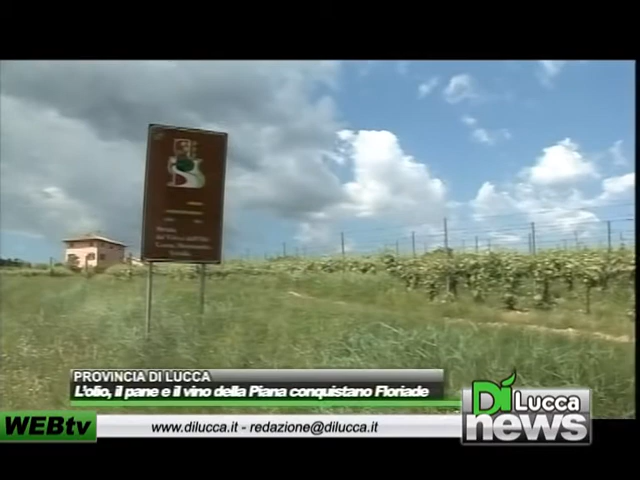 PROVINCIA DI LUCCA
L'olio, il pane e il vino della Piana conquistano Floriade
WEBtv
www.dilucca.it - redazione@dilucca.it
Dì LUCCA
news